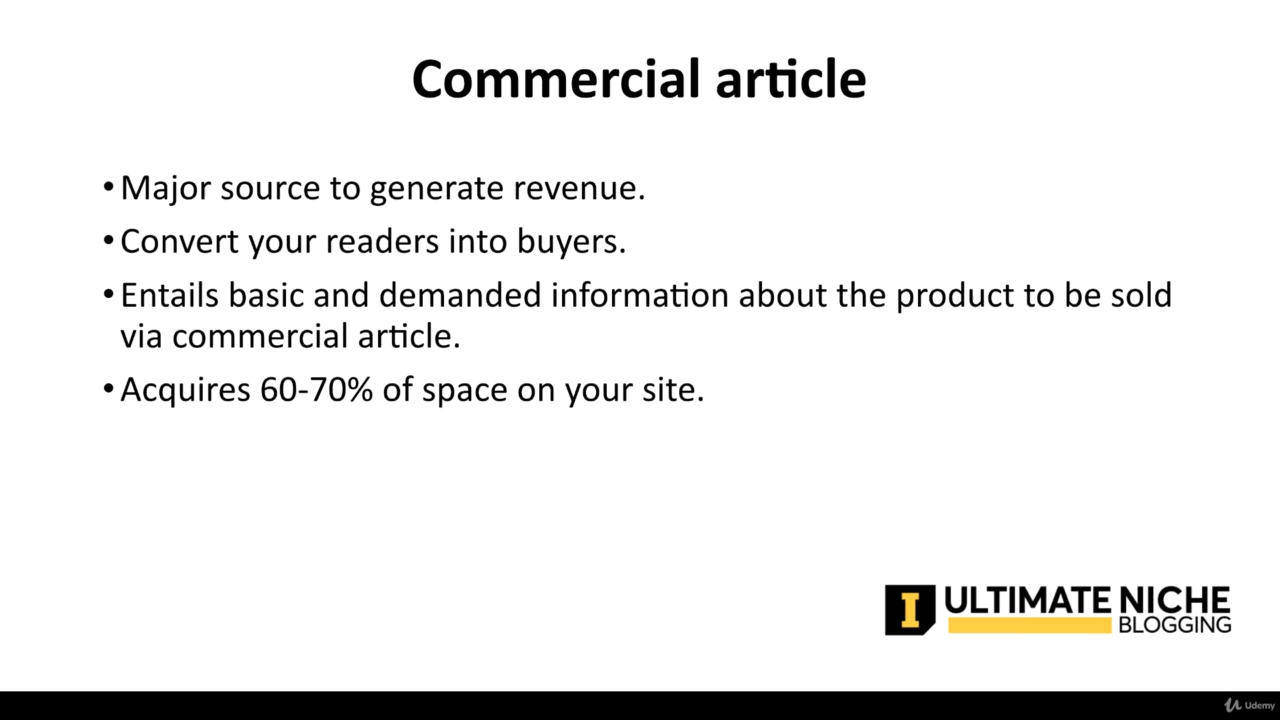 Commercial article
•Major source to generate revenue.
•Convert your readers into buyers.
•Entails basic and demanded information about the product to be sold
via commercial article.
•Acquires 60-70% of space on your site.
I ULTIMATE NICHE
BLOGGING
Udemy